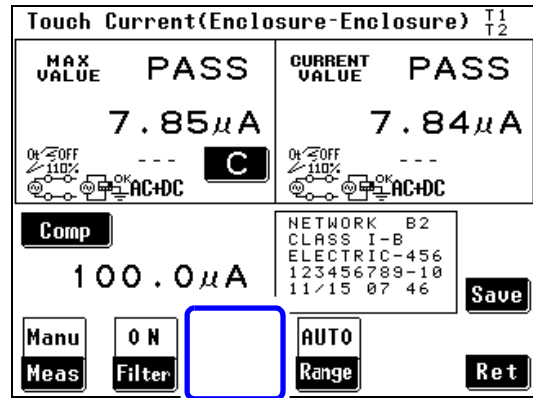 Touch Current(Enclosure-Enclosure) T1
T2
MAX
VALUE PASS
7.85μA
OFF
110%
---
OK
AC+DC
C
CURRENT
VALUE PASS
7.84μA
OFF
110%
---
OK
AC+DC
Comp
100.0μA
NETWORK B2
CLASS I-B
ELECTRIC-456
123456789-10
11/15 07 46
Save
Manu
Meas
ON
Filter
AUTO
Range
Ret